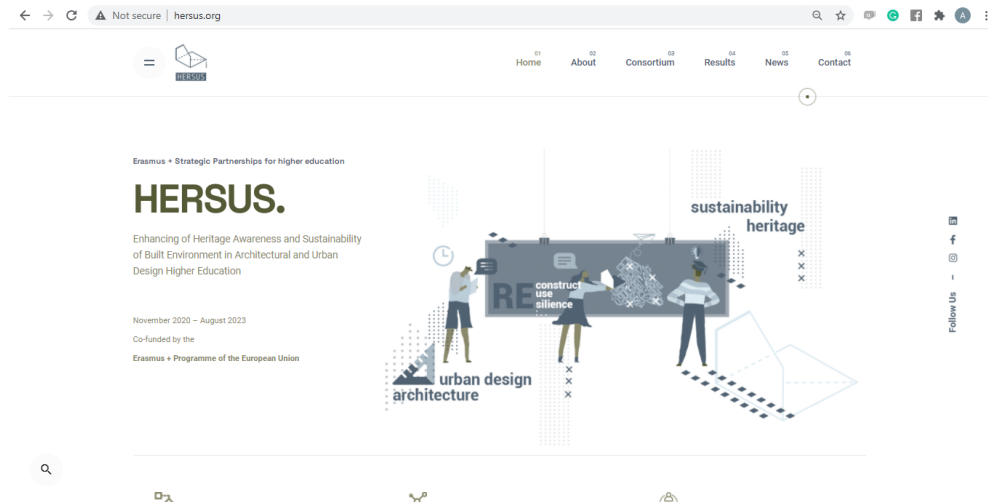 Not secure | hersus.org
A
HERSUS
01 02 03 04 05 06
Home About Consortium Results News Contact
Erasmus + Strategic Partnerships for higher education
HERSUS.
Enhancing of Heritage Awareness and Sustainability
of Built Environment in Architectural and Urban
Design Higher Education
November 2020 – August 2023
Co-funded by the
Erasmus + Programme of the European Union
sustainability
heritage
RE
construct
use
silience
urban design
architecture
Follow Us